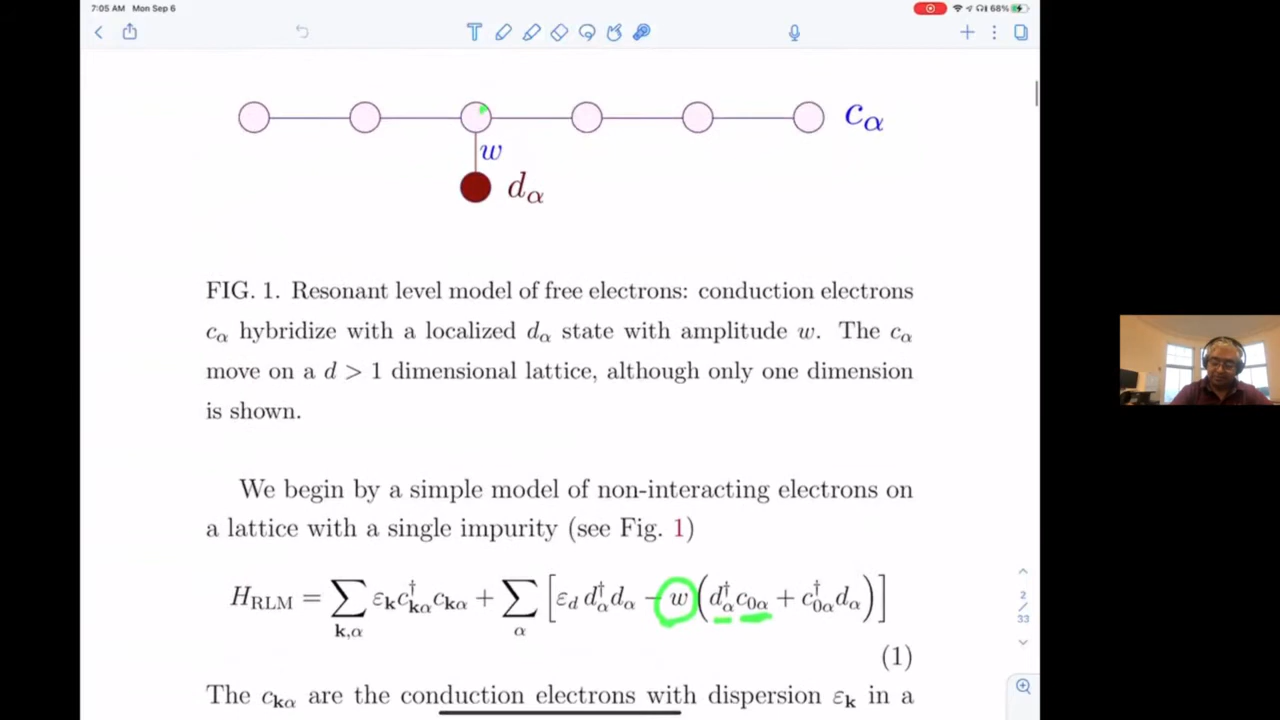 7:05 AM Mon Sep 6
68%
T
c_α
w
d_α
FIG. 1. Resonant level model of free electrons: conduction electrons
c_α hybridize with a localized d_α state with amplitude w. The c_α
move on a d > 1 dimensional lattice, although only one dimension
is shown.
We begin by a simple model of non-interacting electrons on
a lattice with a single impurity (see Fig. 1)
H_RLM = ∑_{k,α} ε_k c†_{kα} c_{kα} + ∑_α [ε_d d†_α d_α − w (d†_α c_{0α} + c†_{0α} d_α)]
(1)
2
/
33
The c_{kα} are the conduction electrons with dispersion ε_k in a